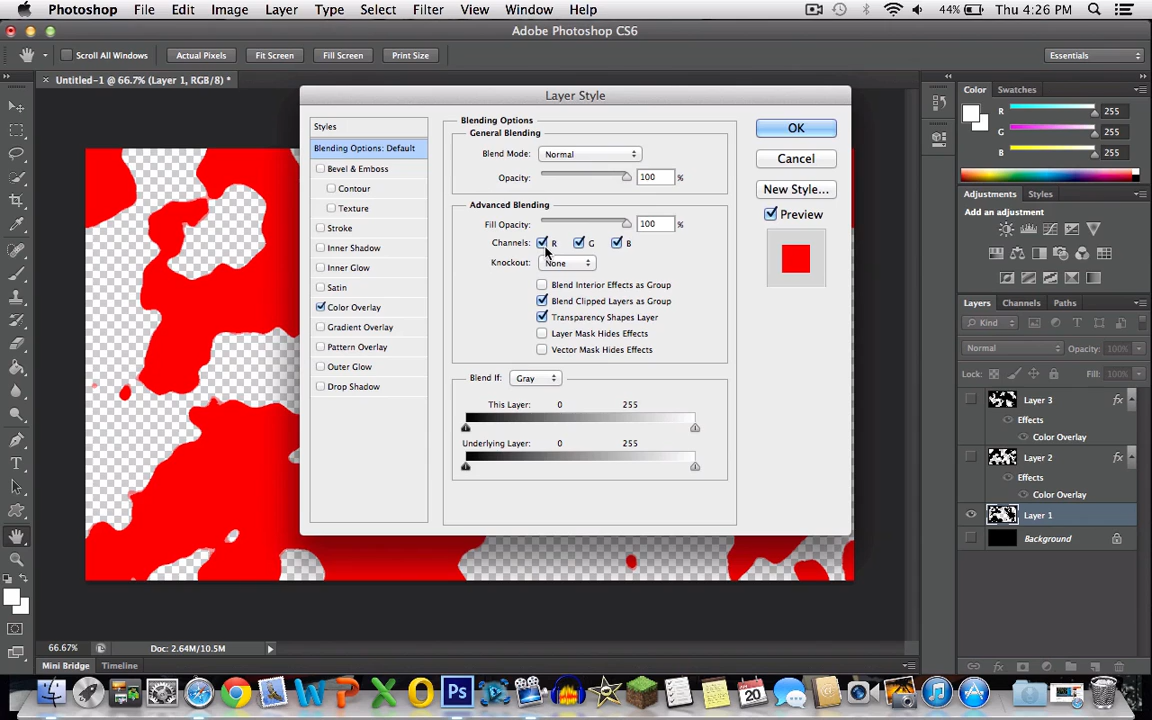 Photoshop File Edit Image Layer Type Select Filter View Window Help 44% Thu 4:26 PM
Adobe Photoshop CS6
Scroll All Windows Actual Pixels Fit Screen Fill Screen Print Size Essentials
Untitled-1 @ 66.7% (Layer 1, RGB/8) *
Layer Style
Styles
Blending Options: Default
Bevel & Emboss
Contour
Texture
Stroke
Inner Shadow
Inner Glow
Satin
Color Overlay
Gradient Overlay
Pattern Overlay
Outer Glow
Drop Shadow
Blending Options
General Blending
Blend Mode: Normal
Opacity: 100 %
Advanced Blending
Fill Opacity: 100 %
Channels: R G B
Knockout: None
Blend Interior Effects as Group
Blend Clipped Layers as Group
Transparency Shapes Layer
Layer Mask Hides Effects
Vector Mask Hides Effects
Blend If: Gray
This Layer: 0 255
Underlying Layer: 0 255
OK
Cancel
New Style...
Preview
Color Swatches
R 255
G 255
B 255
Adjustments Styles
Add an adjustment
Layers Channels Paths
Kind
Normal Opacity: 100%
Lock: Fill: 100%
Layer 3 fx
Effects
Color Overlay
Layer 2 fx
Effects
Color Overlay
Layer 1
Background
fx
66.67% Doc: 2.64M/10.5M
Mini Bridge Timeline
W P X O Ps 20